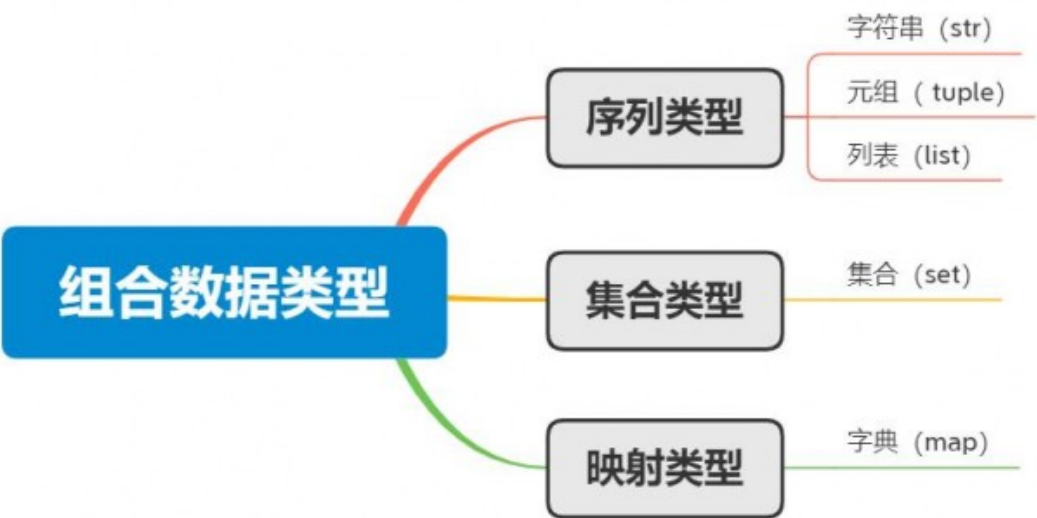 组合数据类型
序列类型
字符串（str）
元组（ tuple）
列表（list）
集合类型
集合（set）
映射类型
字典（map）